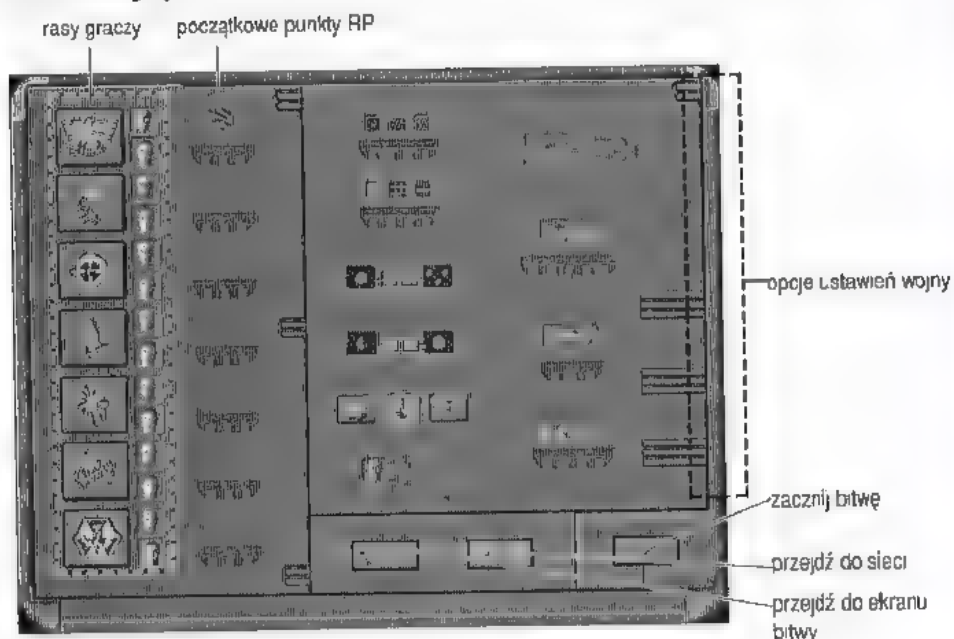 rasy graczy
początkowe punkty RP
opcje ustawień wojny
zacznij bitwę
przejdź do sieci
przejdź do ekranu
bitwy